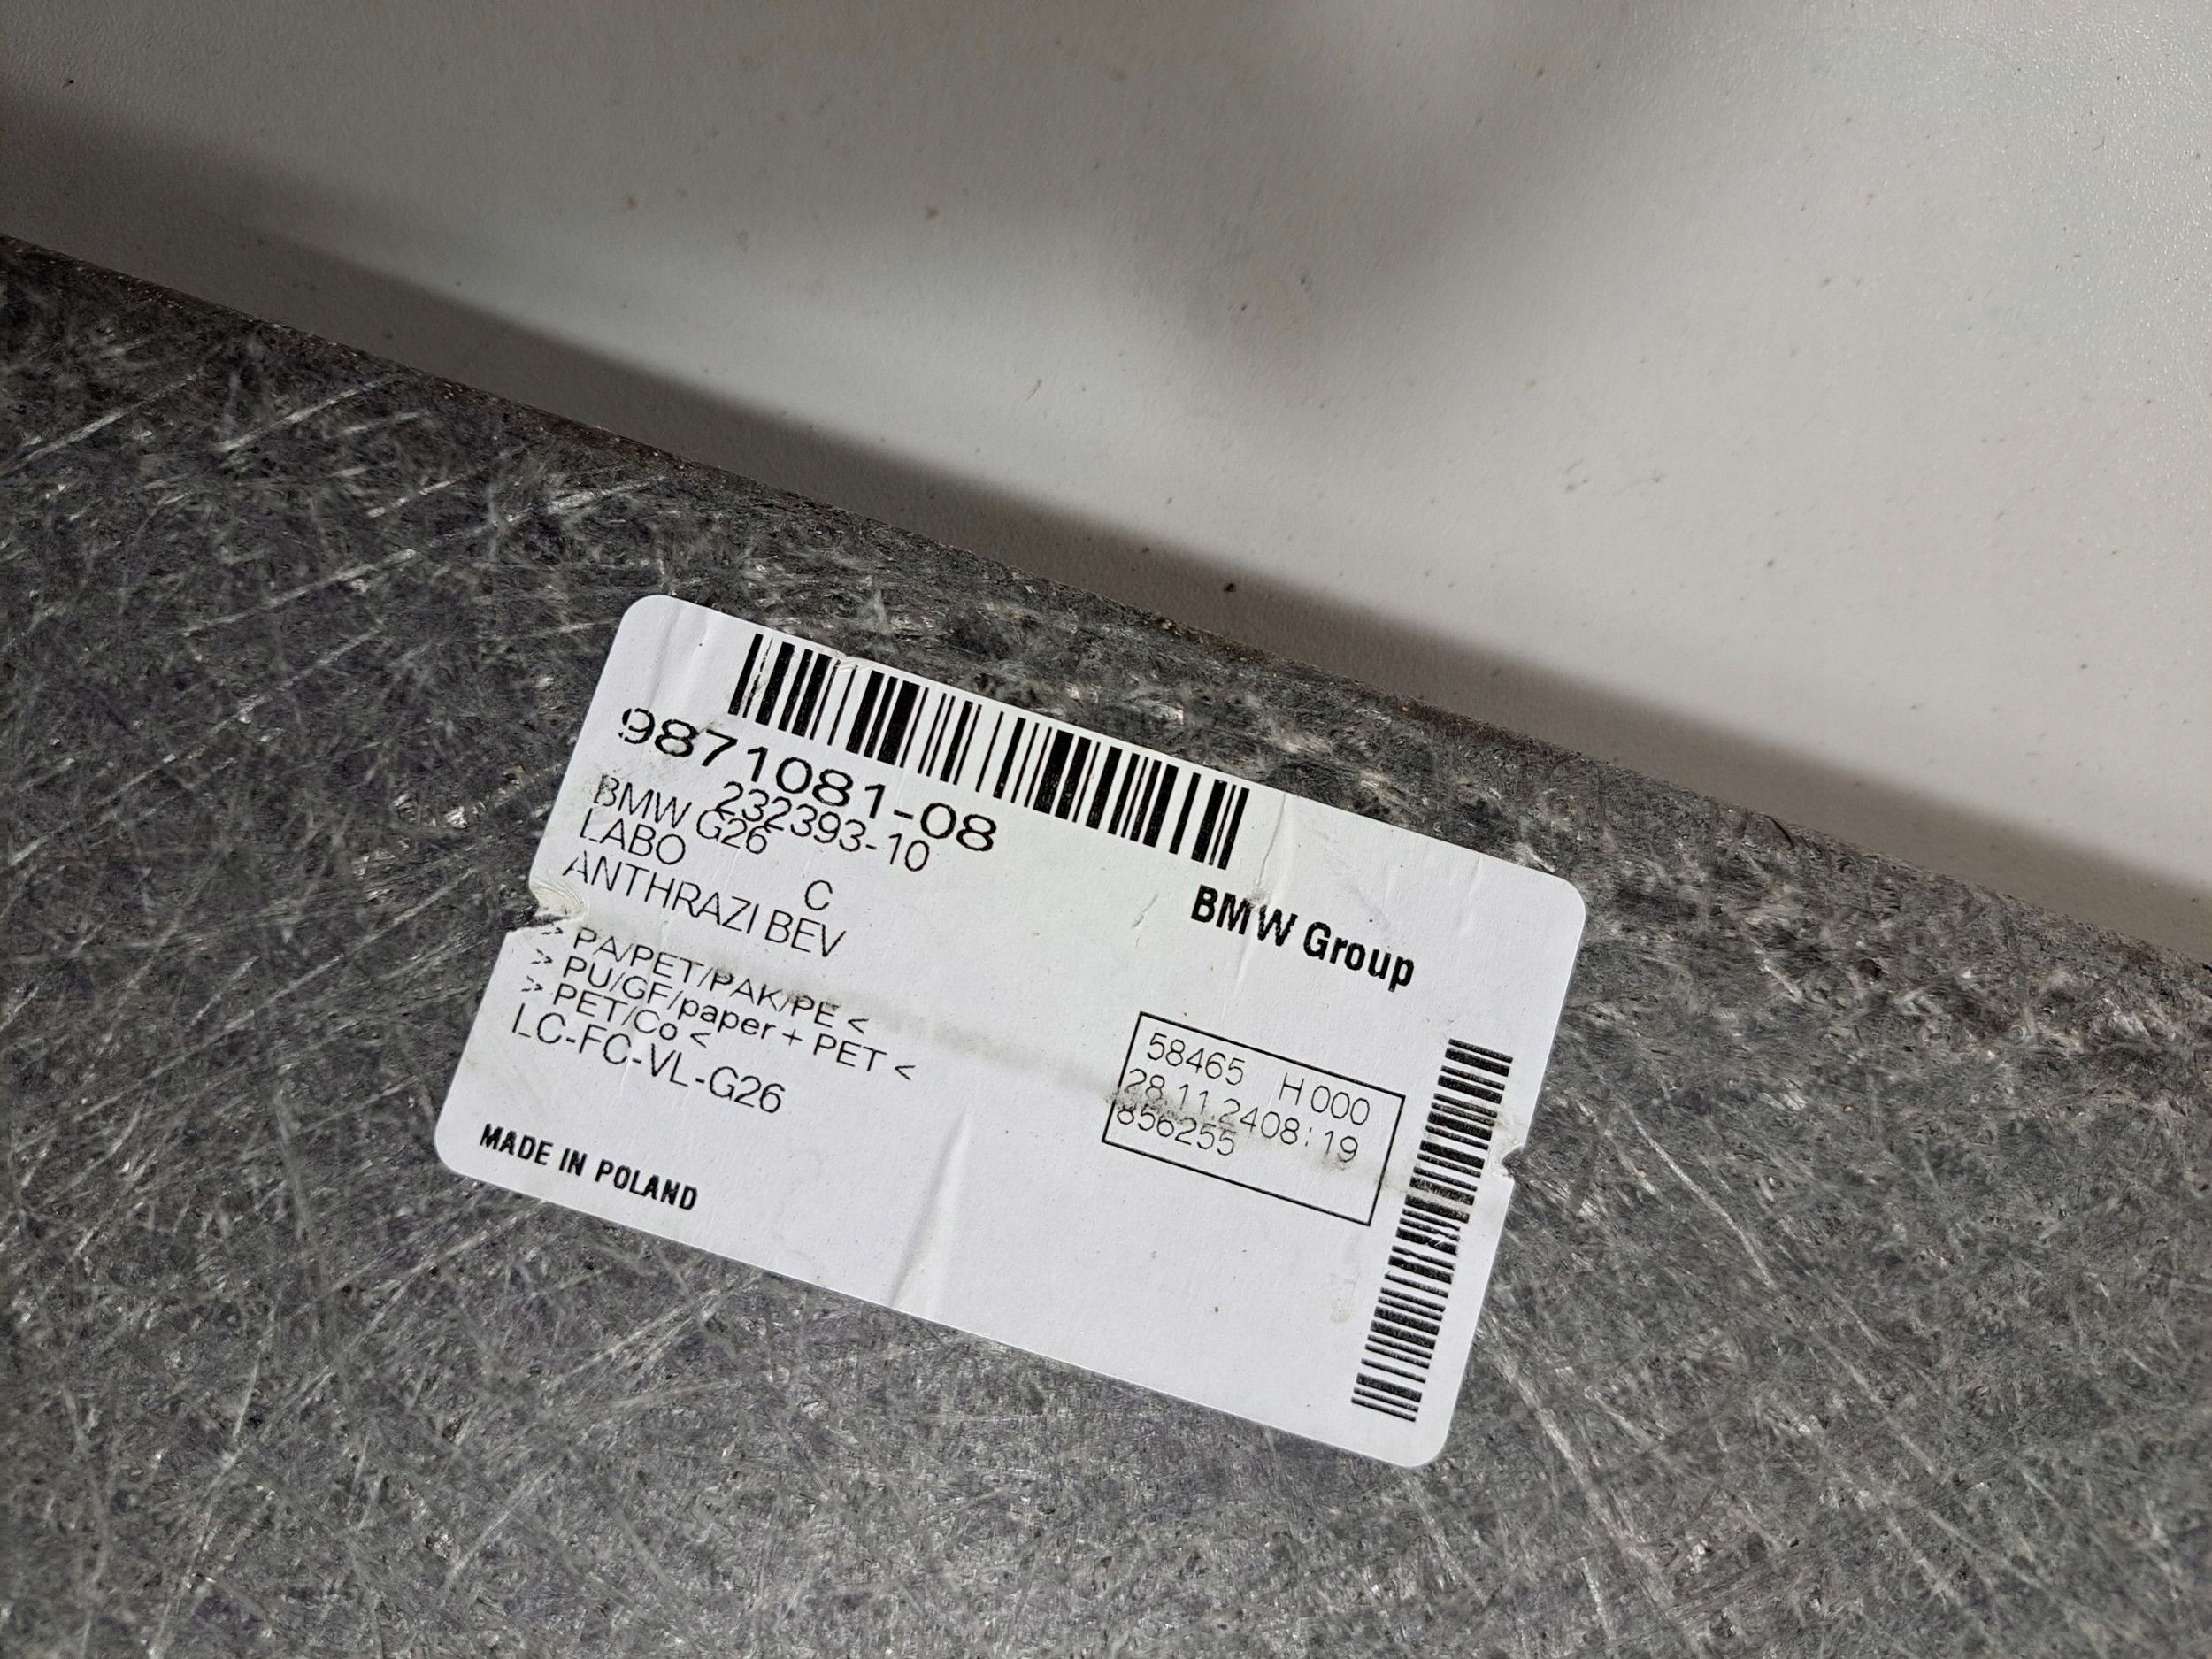 9871081-08
232393-10
BMW G26
LABO
C
ANTHRAZI BEV
> PA/PET/PAK/PE <
> PU/GF/paper + PET <
> PET/Co <
LC-FC-VL-G26
MADE IN POLAND
BMW Group
58465 H 000
28.11.2408:19
856255